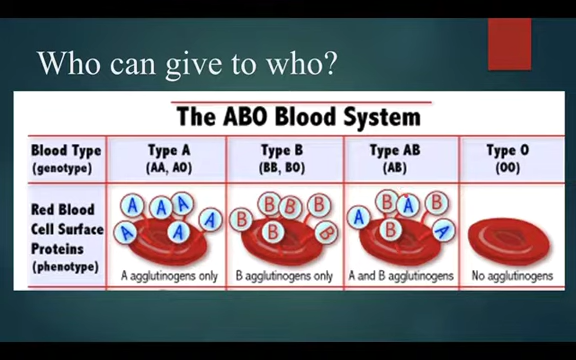 Who can give to who?
The ABO Blood System
Blood Type
(genotype)
Type A
(AA, AO)
Type B
(BB, BO)
Type AB
(AB)
Type O
(OO)
Red Blood
Cell Surface
Proteins
(phenotype)
A A A A A A
A agglutinogens only
B B B B B B
B agglutinogens only
A B A B B A
A and B agglutinogens
No agglutinogens